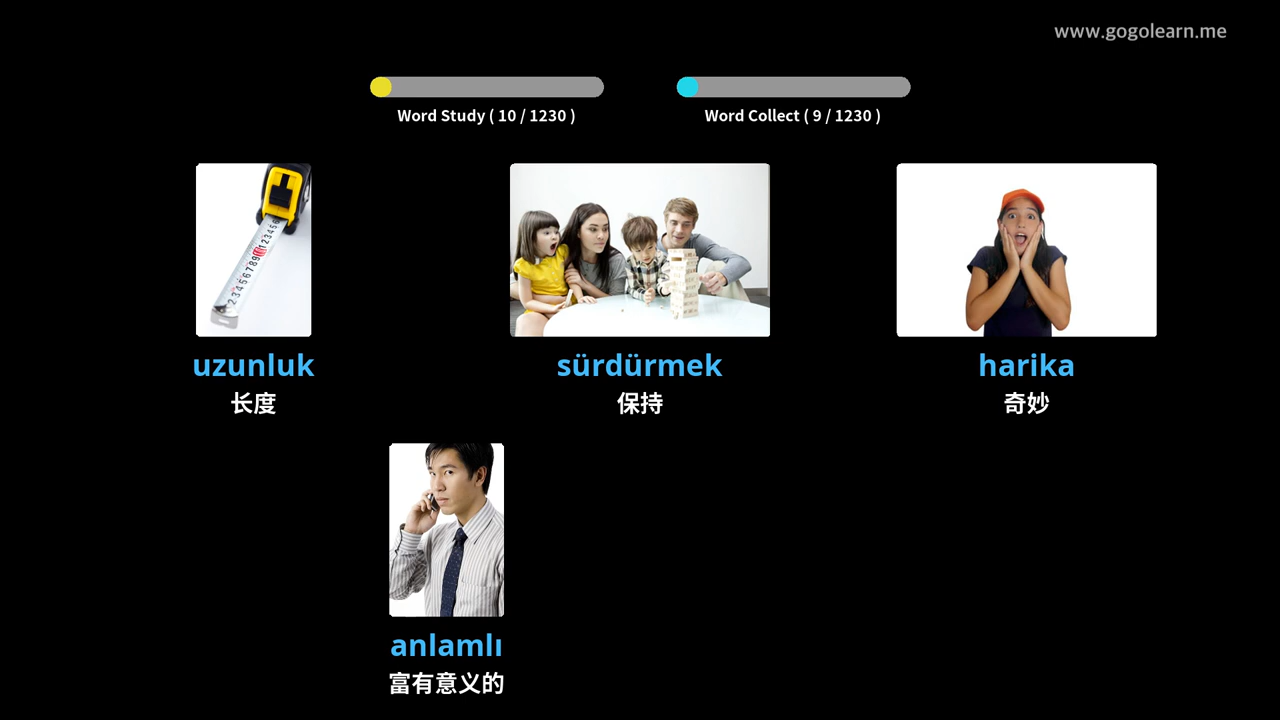 www.gogolearn.me
Word Study ( 10 / 1230 )
Word Collect ( 9 / 1230 )
uzunluk
长度
sürdürmek
保持
harika
奇妙
anlamlı
富有意义的